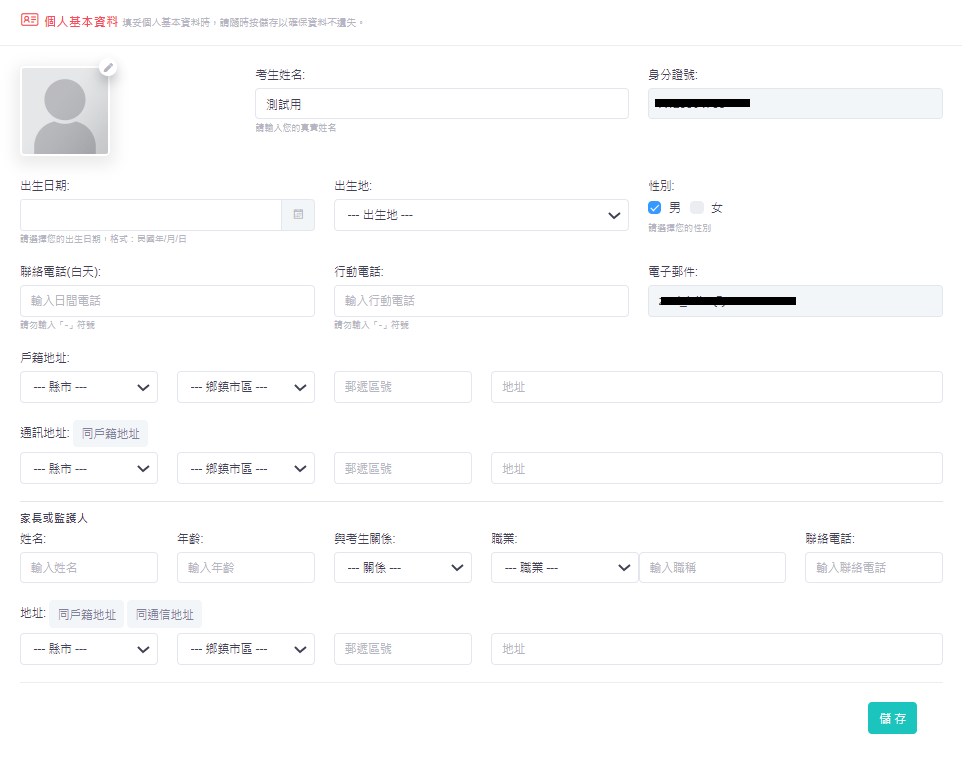 個人基本資料 填妥個人基本資料時，請隨時按儲存以確保資料不遺失。
考生姓名:
身分證號:
測試用
請輸入您的真實姓名
出生日期:
出生地:
性別:
--- 出生地 ---
男 女
請選擇您的出生日期，格式：民國年/月/日
請選擇您的性別
聯絡電話(白天):
行動電話:
電子郵件:
輸入日間電話
輸入行動電話
請勿輸入「-」符號
請勿輸入「-」符號
戶籍地址:
--- 縣市 --- --- 鄉鎮市區 --- 郵遞區號 地址
通訊地址: 同戶籍地址
--- 縣市 --- --- 鄉鎮市區 --- 郵遞區號 地址
家長或監護人
姓名: 年齡: 與考生關係: 職業: 聯絡電話:
輸入姓名 輸入年齡 --- 關係 --- --- 職業 --- 輸入職稱 輸入聯絡電話
地址: 同戶籍地址 同通信地址
--- 縣市 --- --- 鄉鎮市區 --- 郵遞區號 地址
儲存